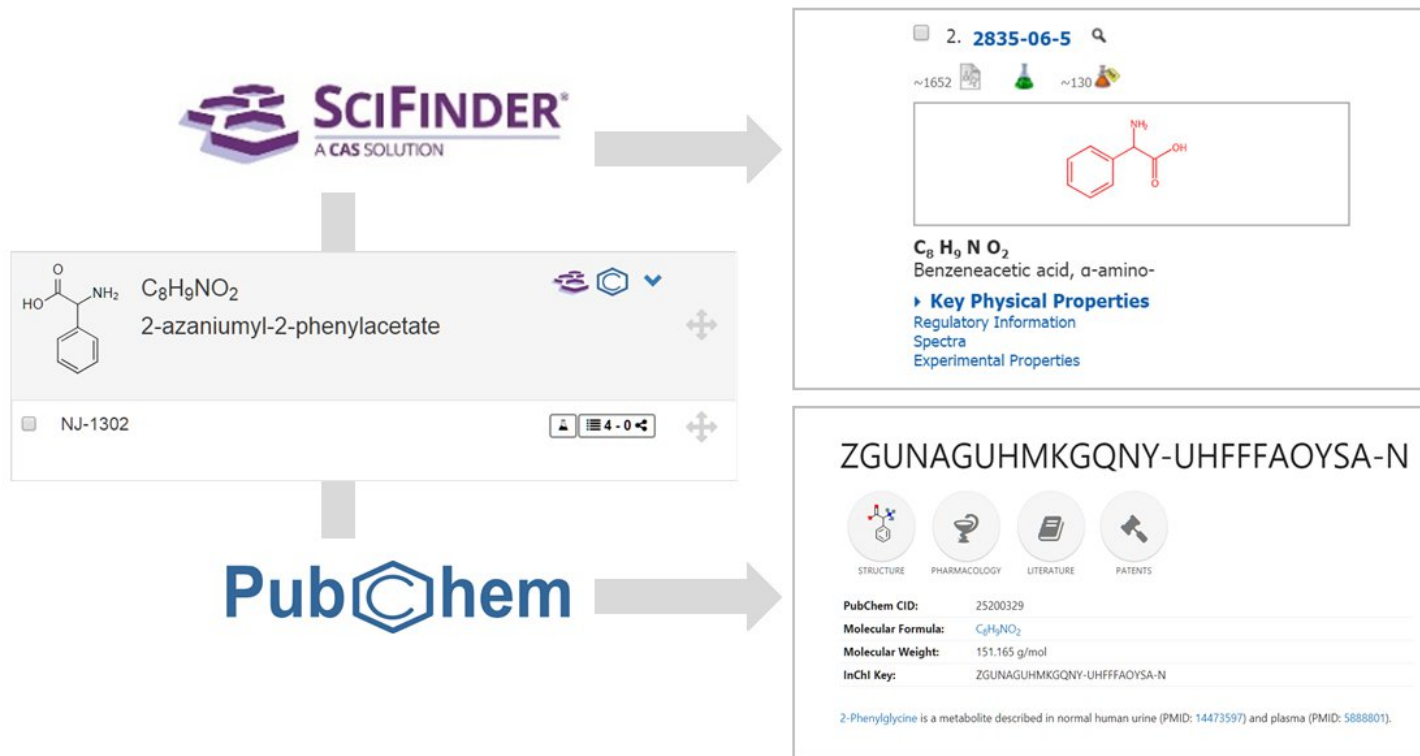 SCIFINDER®
A CAS SOLUTION
2. 2835-06-5
~1652 ~130
NH₂
OH
O
C₈ H₉ N O₂
Benzeneacetic acid, α-amino-
Key Physical Properties
Regulatory Information
Spectra
Experimental Properties
O
HO NH₂
C₈H₉NO₂
2-azaniumyl-2-phenylacetate
NJ-1302
4 - 0
PubChem
ZGUNAGUHMKGQNY-UHFFFAOYSA-N
STRUCTURE PHARMACOLOGY LITERATURE PATENTS
PubChem CID: 25200329
Molecular Formula: C₈H₉NO₂
Molecular Weight: 151.165 g/mol
InChI Key: ZGUNAGUHMKGQNY-UHFFFAOYSA-N
2-Phenylglycine is a metabolite described in normal human urine (PMID: 14473597) and plasma (PMID: 5888801).